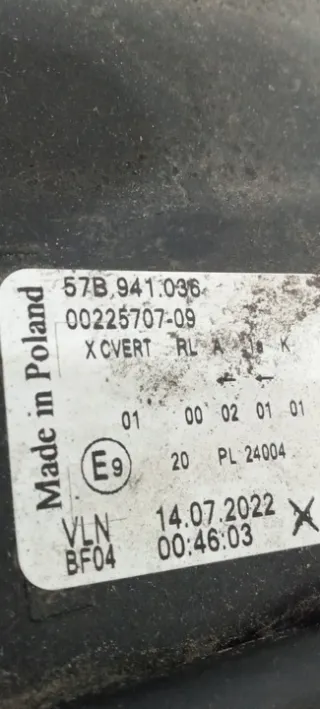 Made in Poland
57B.941.036
00225707-09
XCVERT RL A K
← ←
01 00 02 01 01
E9 20 PL 24004
VLN 14.07.2022 X
BF04 00:46:03